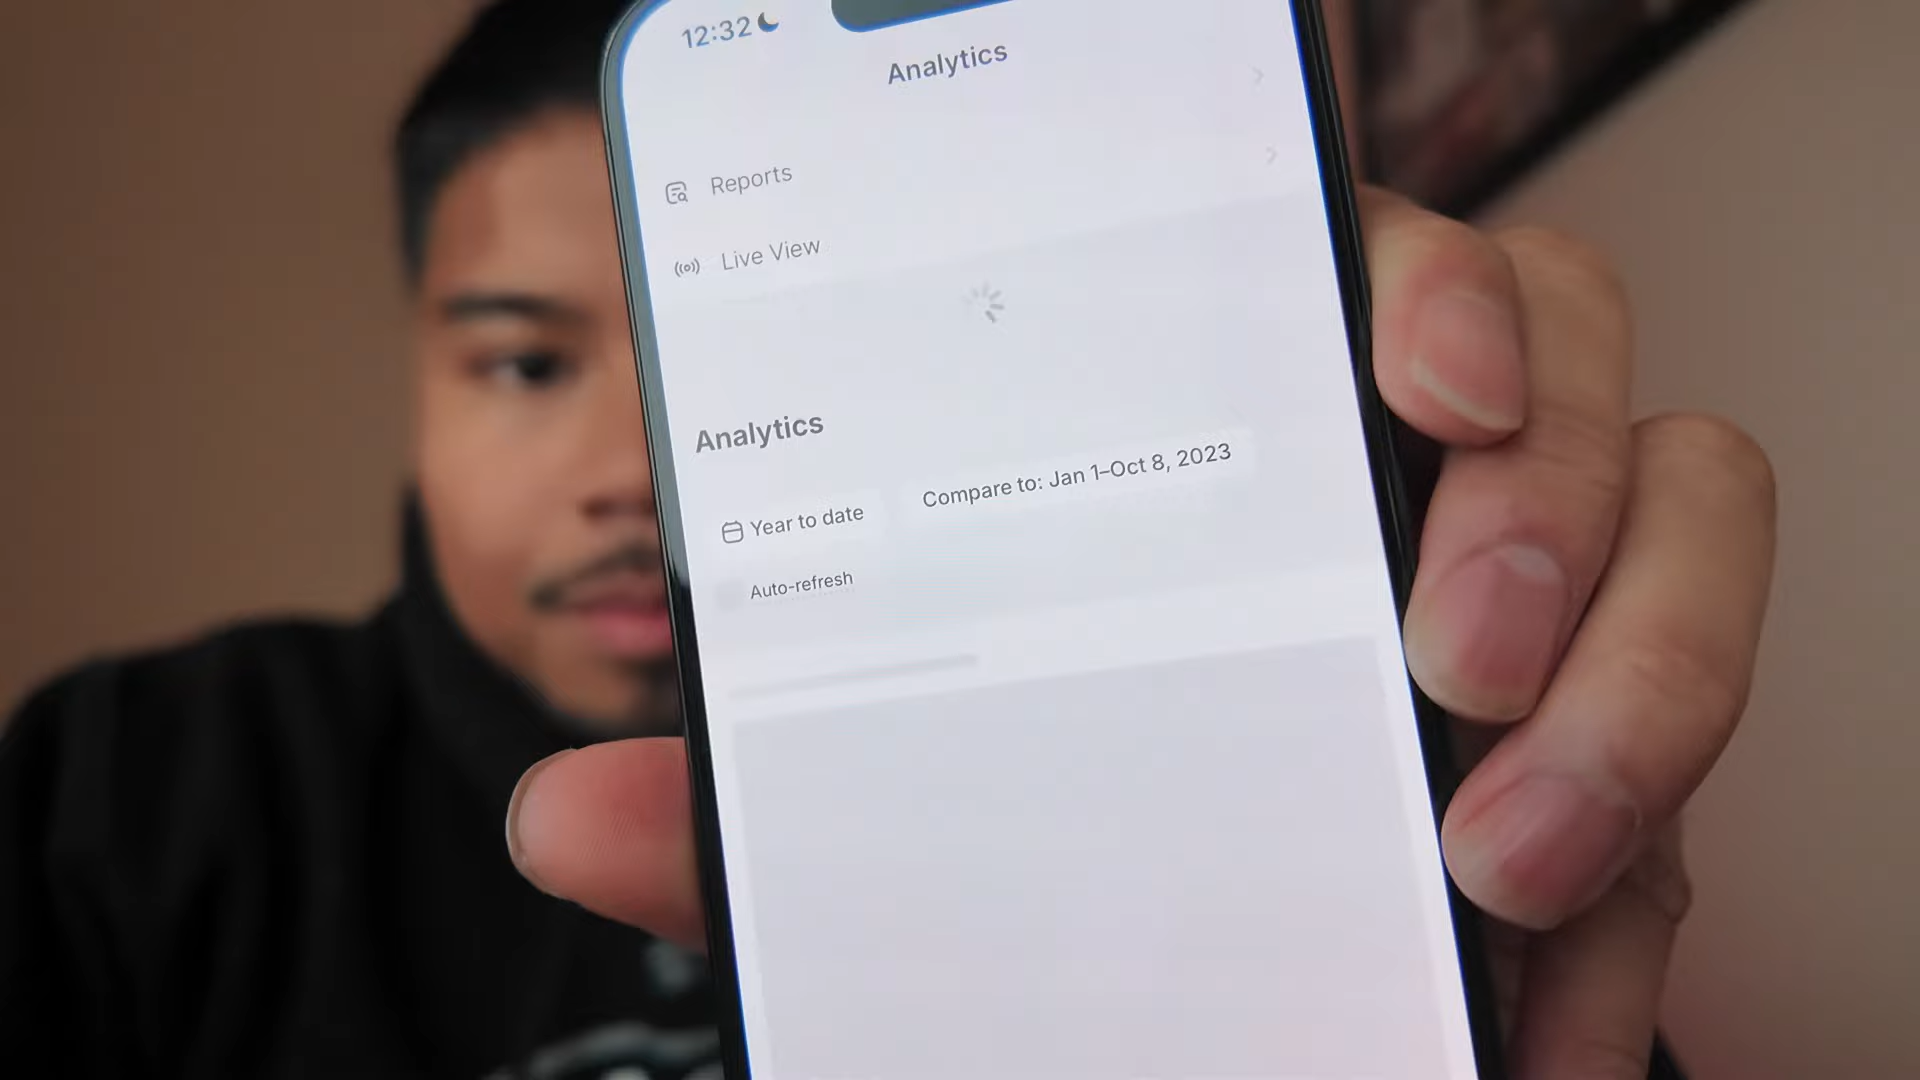 12:32
Analytics
Reports
Live View
Analytics
Year to date
Compare to: Jan 1–Oct 8, 2023
Auto-refresh